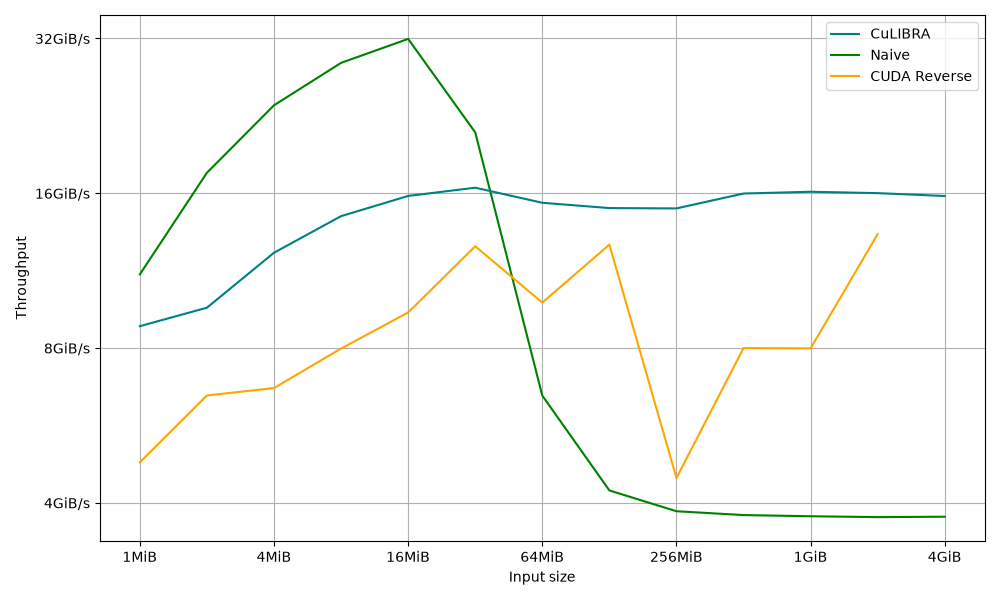 32GiB/s
16GiB/s
8GiB/s
4GiB/s
Throughput
CuLIBRA
Naive
CUDA Reverse
1MiB 4MiB 16MiB 64MiB 256MiB 1GiB 4GiB
Input size